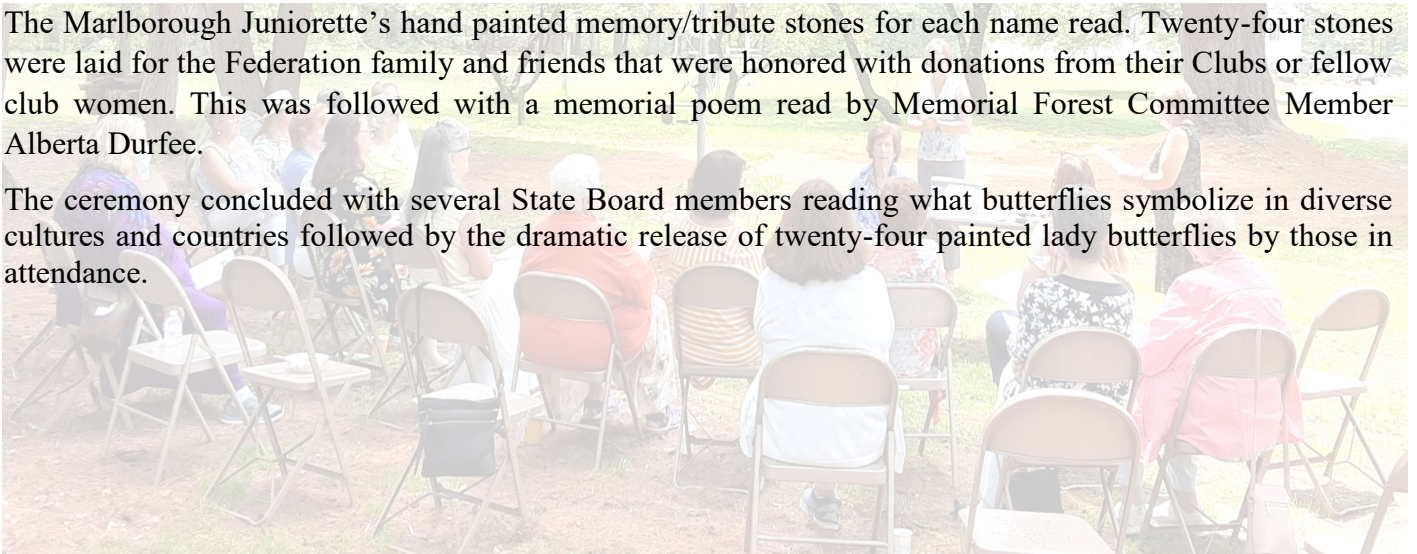 The Marlborough Juniorette’s hand painted memory/tribute stones for each name read. Twenty-four stones
were laid for the Federation family and friends that were honored with donations from their Clubs or fellow
club women. This was followed with a memorial poem read by Memorial Forest Committee Member
Alberta Durfee.
The ceremony concluded with several State Board members reading what butterflies symbolize in diverse
cultures and countries followed by the dramatic release of twenty-four painted lady butterflies by those in
attendance.